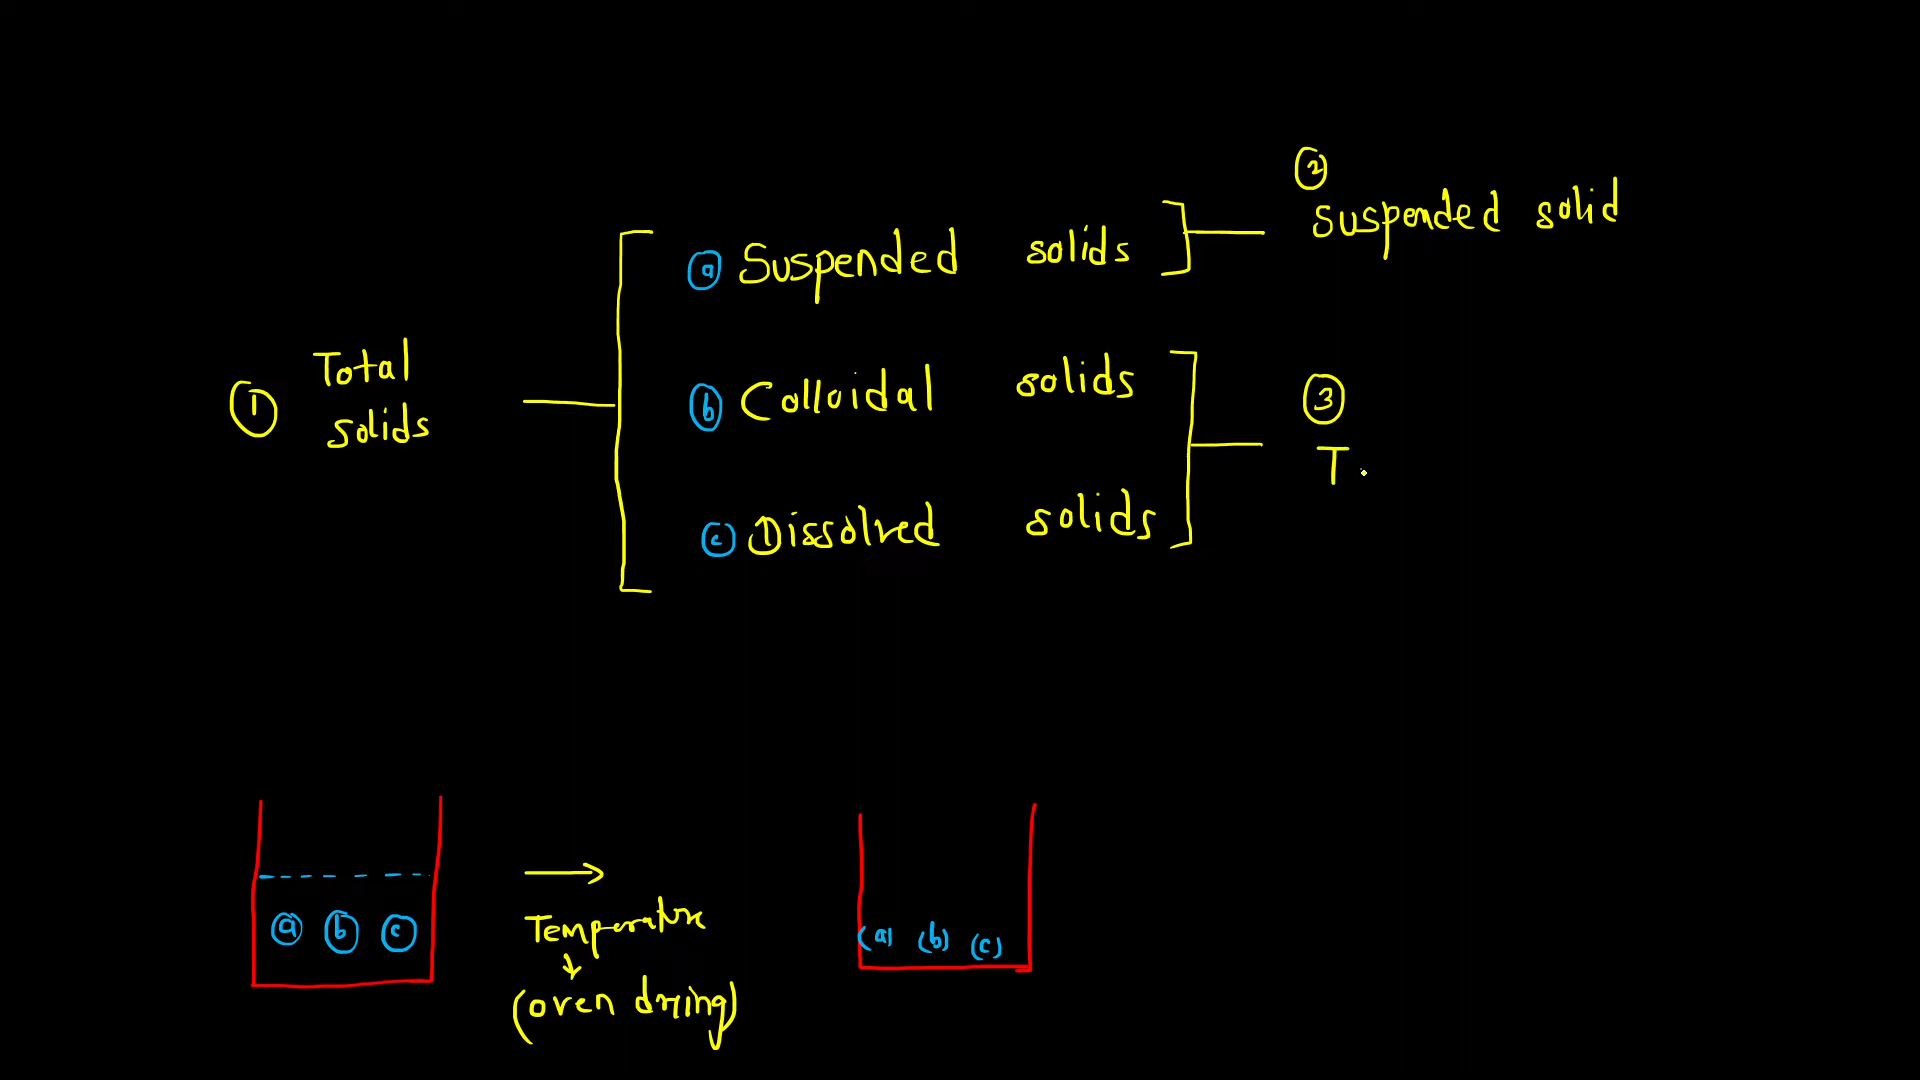 ②
Suspended solid
ⓐ Suspended solids
① Total
solids
ⓑ Colloidal solids
③
T
ⓒ Dissolved solids
ⓐ ⓑ ⓒ
Temperature
(oven drying)
(a) (b) (c)